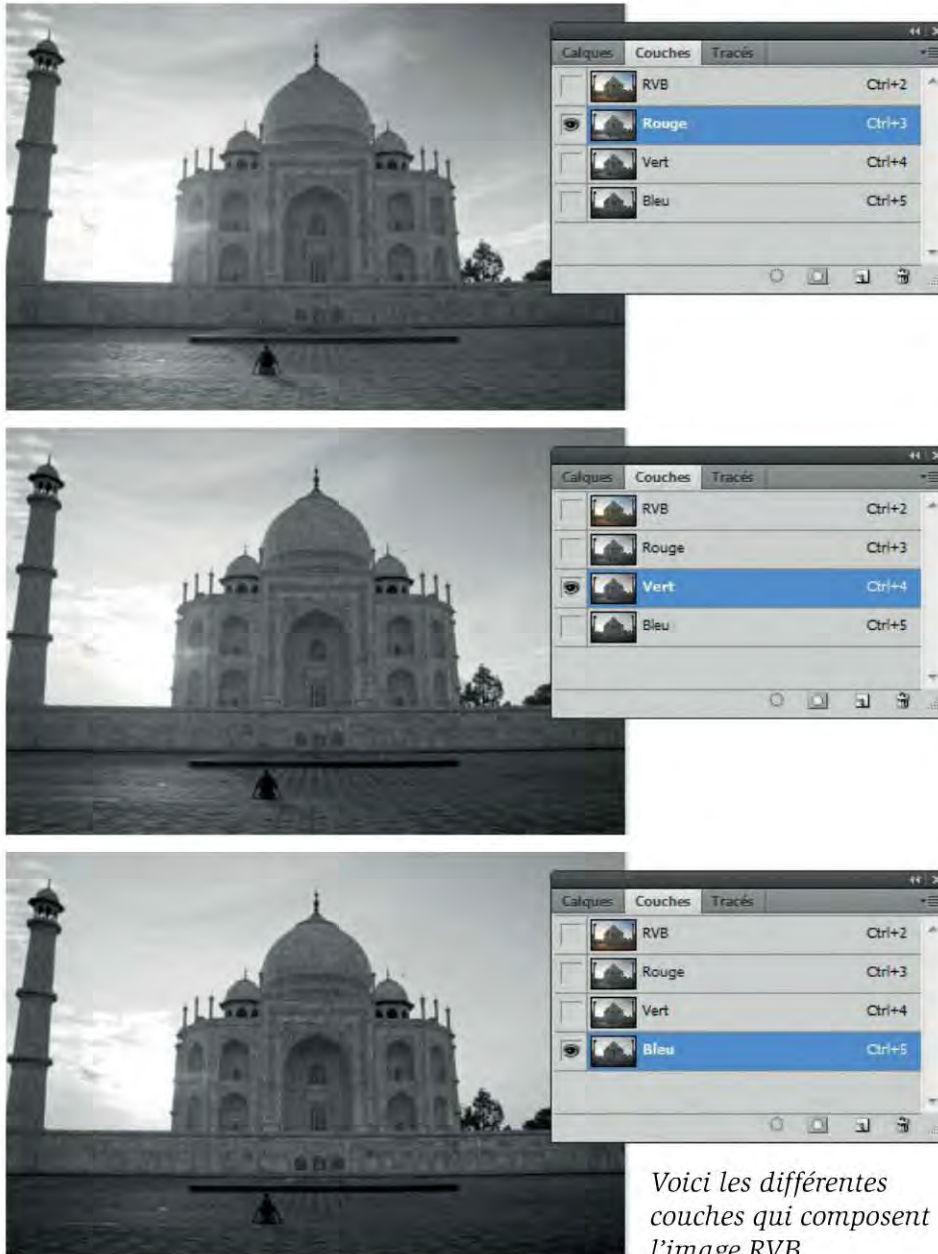 Calques Couches Tracés
RVB Ctrl+2
Rouge Ctrl+3
Vert Ctrl+4
Bleu Ctrl+5
Calques Couches Tracés
RVB Ctrl+2
Rouge Ctrl+3
Vert Ctrl+4
Bleu Ctrl+5
Calques Couches Tracés
RVB Ctrl+2
Rouge Ctrl+3
Vert Ctrl+4
Bleu Ctrl+5
Voici les différentes
couches qui composent
l'image RVB